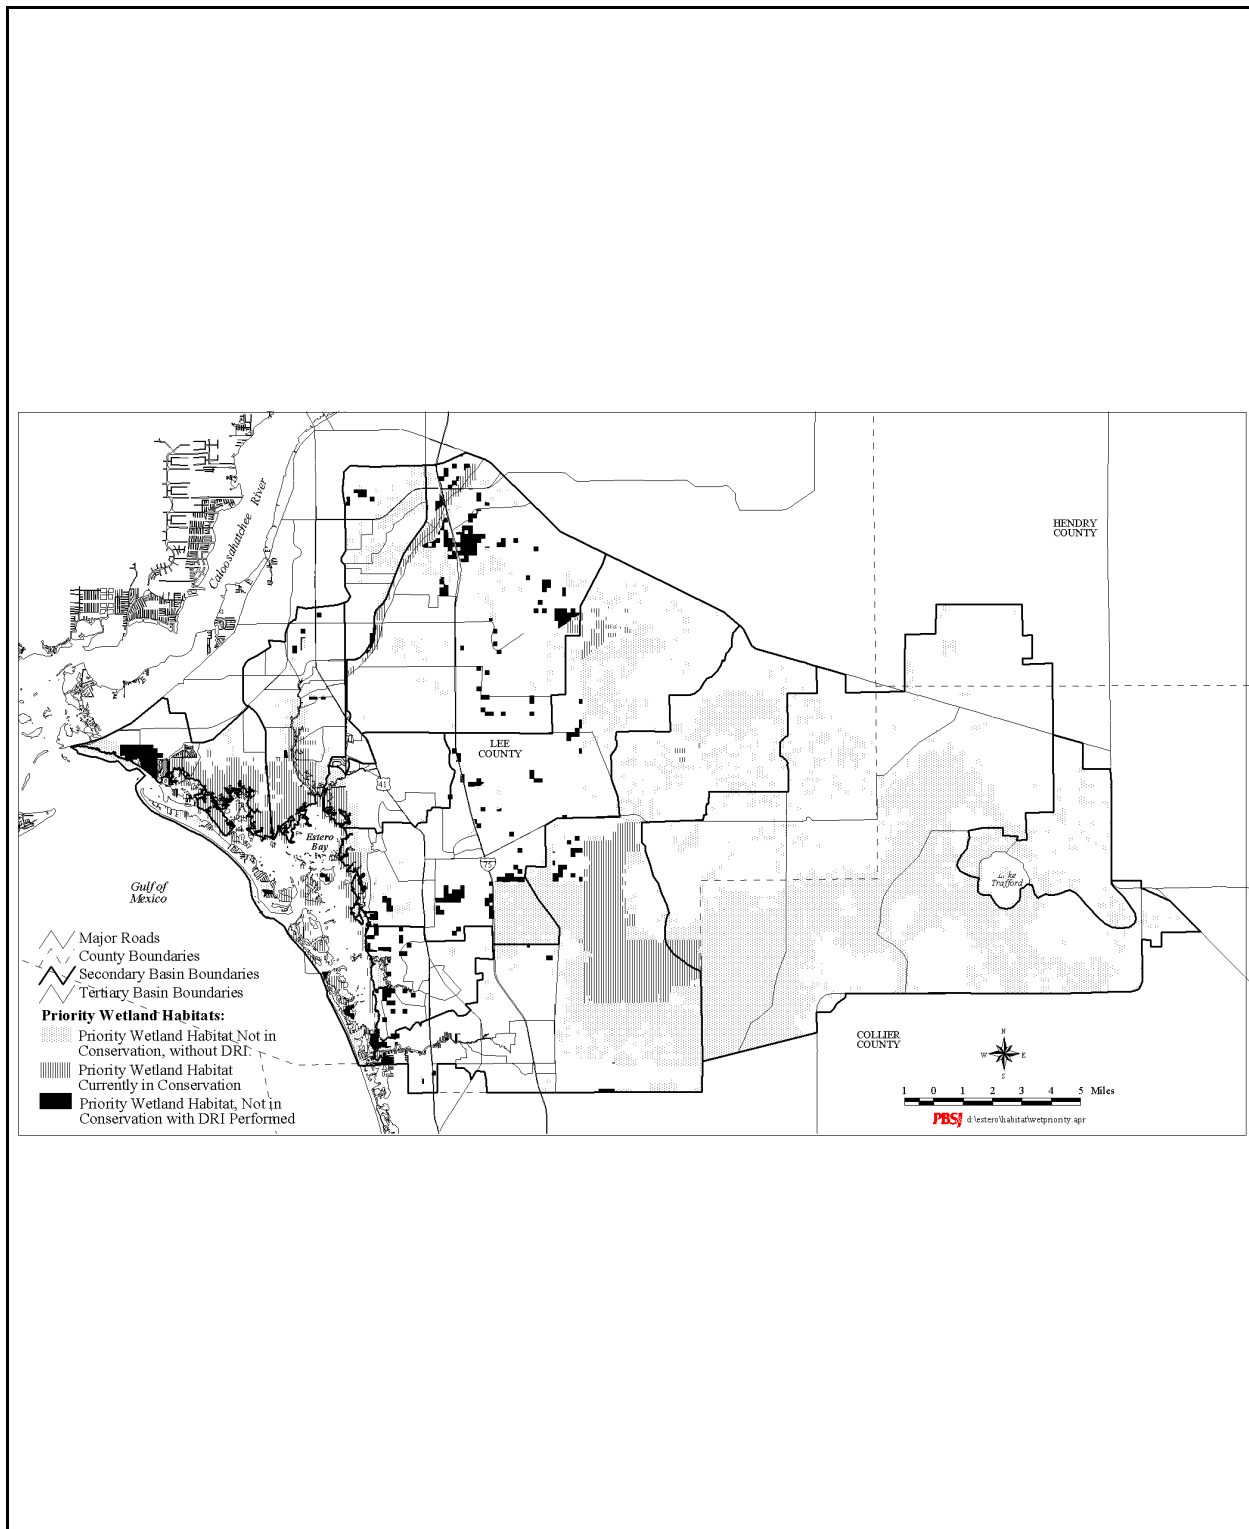 Caloosahatchee River
HENDRY
COUNTY
LEE
COUNTY
41
Estero
Bay
75
Lake
Trafford
Gulf of
Mexico
Major Roads
County Boundaries
Secondary Basin Boundaries
Tertiary Basin Boundaries
Priority Wetland Habitats:
Priority Wetland Habitat Not in
Conservation, without DRI.
Priority Wetland Habitat
Currently in Conservation
Priority Wetland Habitat, Not in
Conservation with DRI Performed
COLLIER
COUNTY
N
W E
S
1 0 1 2 3 4 5 Miles
PBSJ d:\estero\habitat\wetpriority.apr